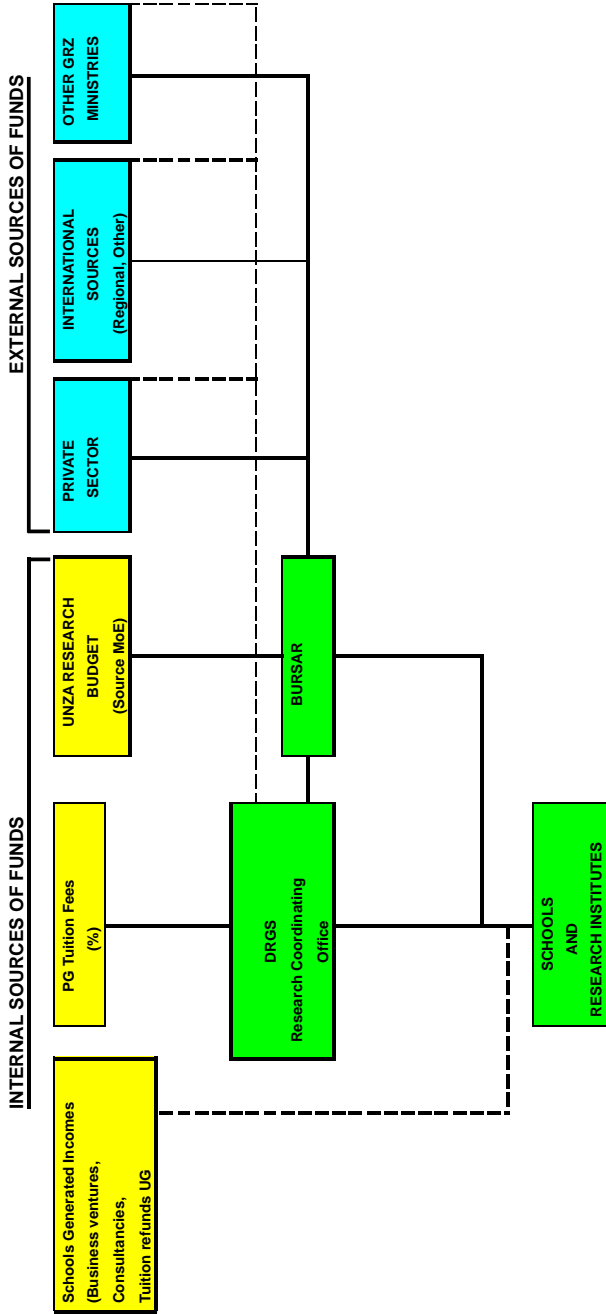 INTERNAL SOURCES OF FUNDS
EXTERNAL SOURCES OF FUNDS
Schools Generated Incomes
(Business ventures,
Consultancies,
Tuition refunds UG
PG Tuition Fees
(%)
UNZA RESEARCH
BUDGET
(Source MoE)
PRIVATE
SECTOR
INTERNATIONAL
SOURCES
(Regional, Other)
OTHER GRZ
MINISTRIES
DRGS
Research Coordinating
Office
BURSAR
SCHOOLS
AND
RESEARCH INSTITUTES